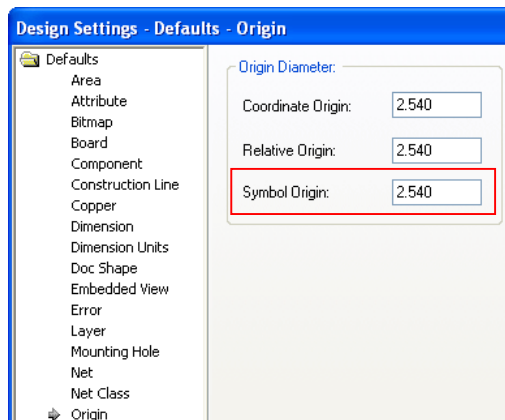 Design Settings - Defaults - Origin
Defaults
Area
Attribute
Bitmap
Board
Component
Construction Line
Copper
Dimension
Dimension Units
Doc Shape
Embedded View
Error
Layer
Mounting Hole
Net
Net Class
Origin
Origin Diameter:
Coordinate Origin: 2.540
Relative Origin: 2.540
Symbol Origin: 2.540